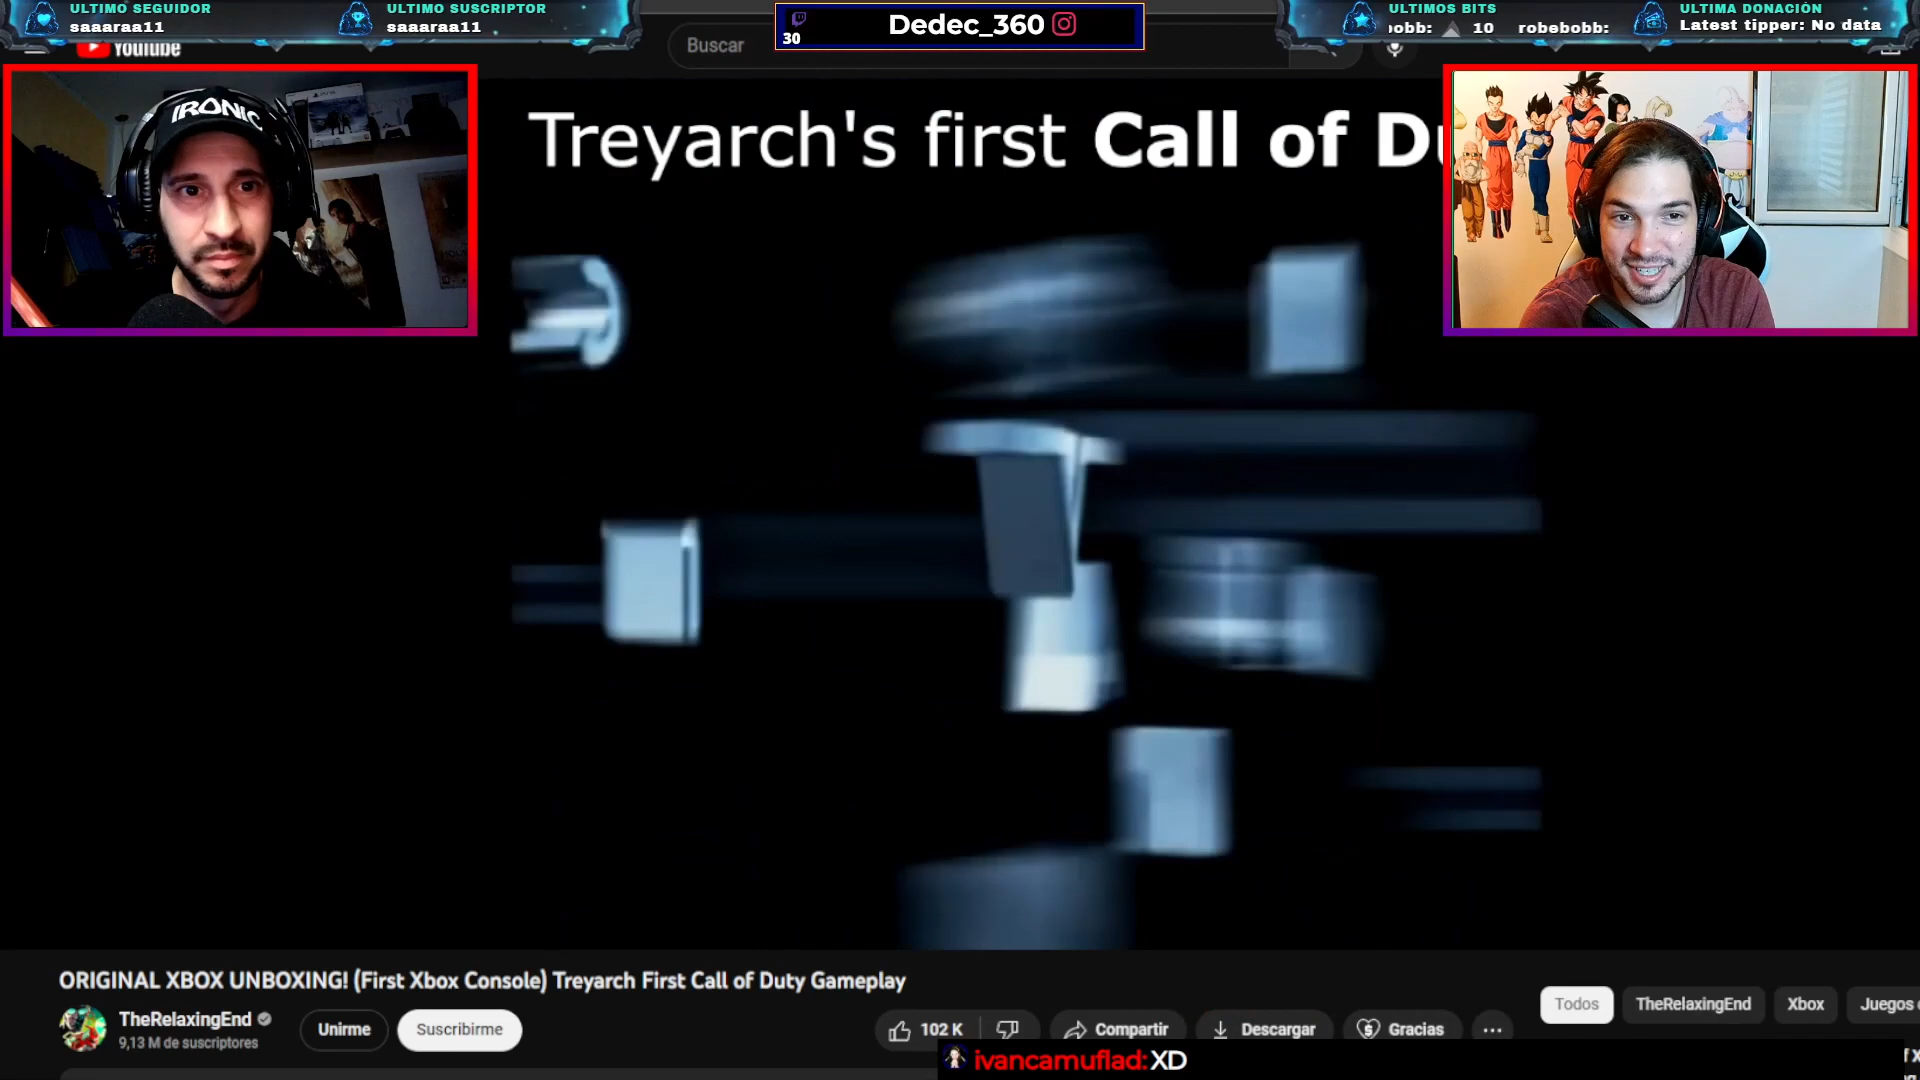 ULTIMO SEGUIDOR
saaaraa11
ULTIMO SUSCRIPTOR
saaaraa11
30
Dedec_360
ULTIMOS BITS
10
robebobb:
ULTIMA DONACIÓN
Latest tipper: No data
YouTube
Buscar
IRONIC
Treyarch's first Call of Du
ORIGINAL XBOX UNBOXING! (First Xbox Console) Treyarch First Call of Duty Gameplay
TheRelaxingEnd
9,13 M de suscriptores
Unirme
Suscribirme
102 K
Compartir
Descargar
Gracias
Todos
TheRelaxingEnd
Xbox
Juegos
ivancamuflad: XD